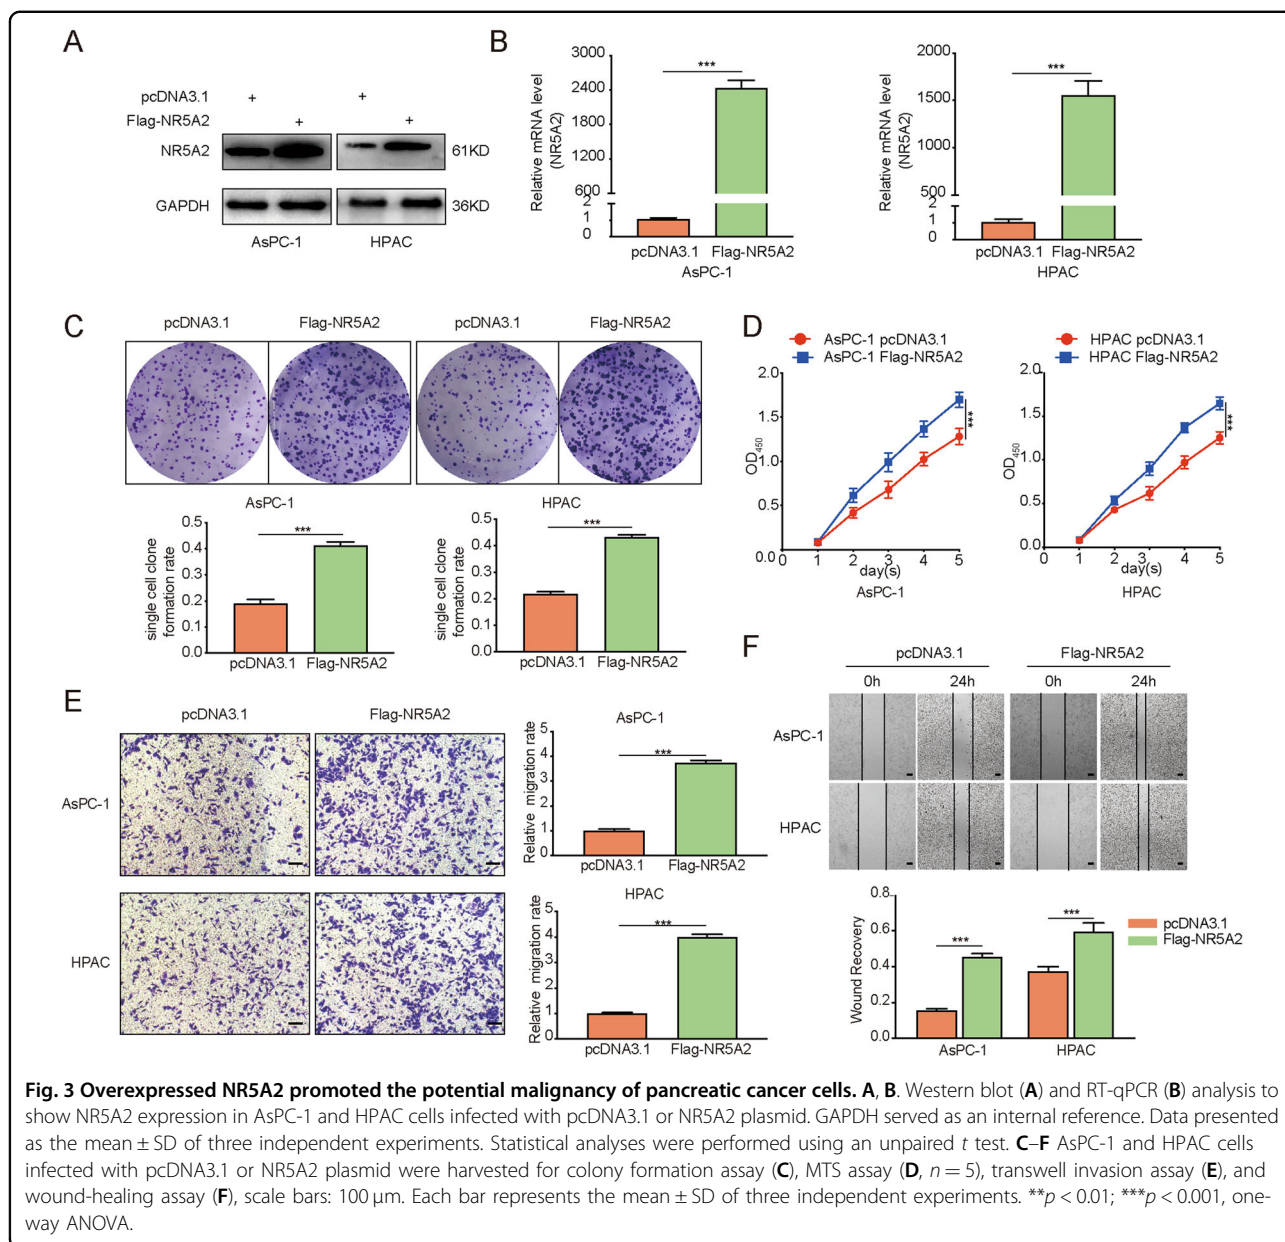 A
pcDNA3.1 + +
Flag-NR5A2 + +
NR5A2 61KD
GAPDH 36KD
AsPC-1 HPAC
B
Relative mRNA level
(NR5A2)
3000
2400
1800
1200
600
2
1
0
***
pcDNA3.1 Flag-NR5A2
AsPC-1
Relative mRNA level
(NR5A2)
2000
1500
1000
500
2
1
0
***
pcDNA3.1 Flag-NR5A2
HPAC
C
pcDNA3.1 Flag-NR5A2 pcDNA3.1 Flag-NR5A2
AsPC-1 HPAC
single cell clone
formation rate
0.5
0.4
0.3
0.2
0.1
0.0
***
pcDNA3.1 Flag-NR5A2
single cell clone
formation rate
0.5
0.4
0.3
0.2
0.1
0.0
***
pcDNA3.1 Flag-NR5A2
D
AsPC-1 pcDNA3.1
AsPC-1 Flag-NR5A2
OD450
2.0
1.5
1.0
0.5
0.0
***
0 1 2 3 4 5
day(s)
AsPC-1
HPAC pcDNA3.1
HPAC Flag-NR5A2
OD450
2.0
1.5
1.0
0.5
0.0
***
0 1 2 3 4 5
day(s)
HPAC
E
pcDNA3.1 Flag-NR5A2
AsPC-1
HPAC
AsPC-1
Relative migration rate
5
4
3
2
1
0
***
pcDNA3.1 Flag-NR5A2
HPAC
Relative migration rate
5
4
3
2
1
0
***
pcDNA3.1 Flag-NR5A2
F
pcDNA3.1 Flag-NR5A2
0h 24h 0h 24h
AsPC-1
HPAC
Wound Recovery
0.8
0.6
0.4
0.2
0.0
***
***
AsPC-1 HPAC
pcDNA3.1
Flag-NR5A2
Fig. 3 Overexpressed NR5A2 promoted the potential malignancy of pancreatic cancer cells. A, B. Western blot (A) and RT-qPCR (B) analysis to
show NR5A2 expression in AsPC-1 and HPAC cells infected with pcDNA3.1 or NR5A2 plasmid. GAPDH served as an internal reference. Data presented
as the mean ± SD of three independent experiments. Statistical analyses were performed using an unpaired t test. C–F AsPC-1 and HPAC cells
infected with pcDNA3.1 or NR5A2 plasmid were harvested for colony formation assay (C), MTS assay (D, n = 5), transwell invasion assay (E), and
wound-healing assay (F), scale bars: 100 μm. Each bar represents the mean ± SD of three independent experiments. **p < 0.01; ***p < 0.001, one-
way ANOVA.